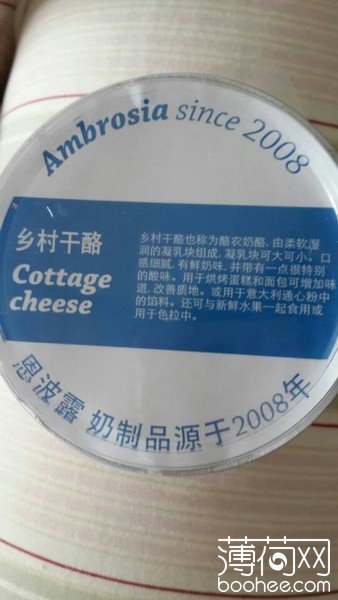 Ambrosia since 2008
乡村干酪
Cottage
cheese
乡村干酪也称为酪农奶酪,由柔软湿
润的凝乳块组成,凝乳块可大可小。口
感细腻,有鲜奶味,并带有一点很特别
的酸味。用于烘烤蛋糕和面包可增加味
道,改善质地。或用于意大利通心粉中
的馅料。还可与新鲜水果一起食用或
用于色拉中。
恩波露 奶制品源于2008年
薄荷网
boohee.com